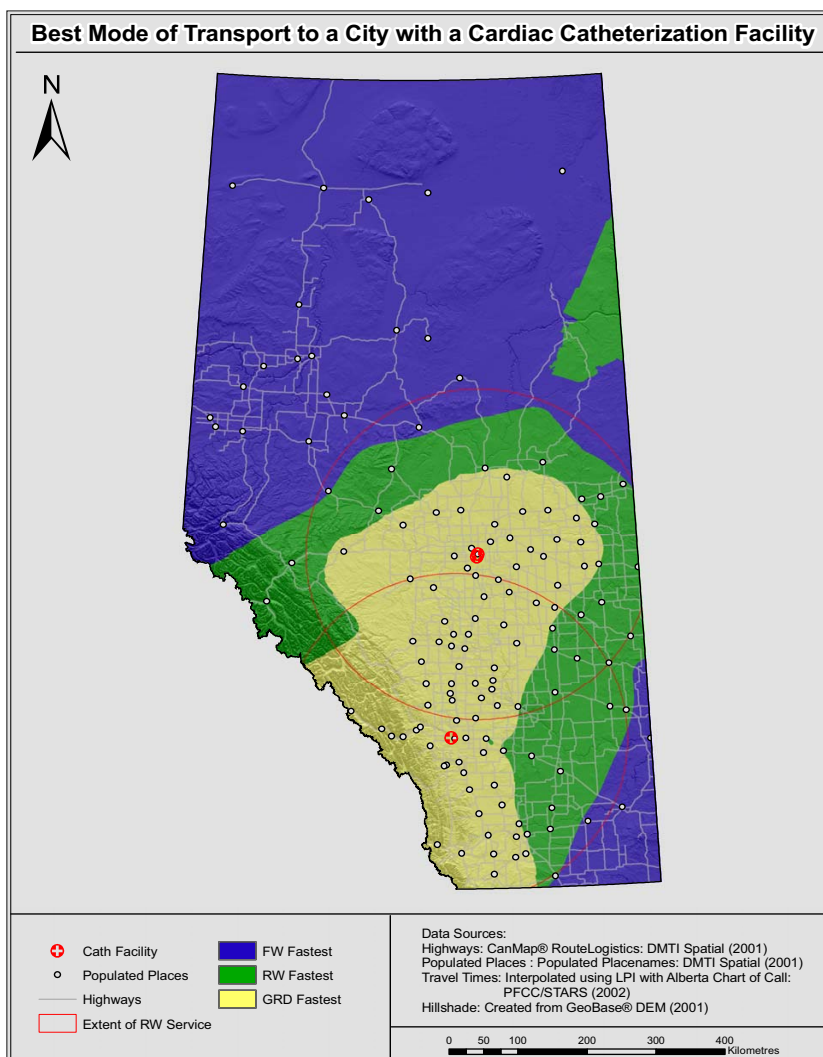 Best Mode of Transport to a City with a Cardiac Catheterization Facility
N
Cath Facility
Populated Places
Highways
Extent of RW Service
FW Fastest
RW Fastest
GRD Fastest
Data Sources:
Highways: CanMap® RouteLogistics: DMTI Spatial (2001)
Populated Places : Populated Placenames: DMTI Spatial (2001)
Travel Times: Interpolated using LPI with Alberta Chart of Call:
PFCC/STARS (2002)
Hillshade: Created from GeoBase® DEM (2001)
0 50 100 200 300 400
Kilometres